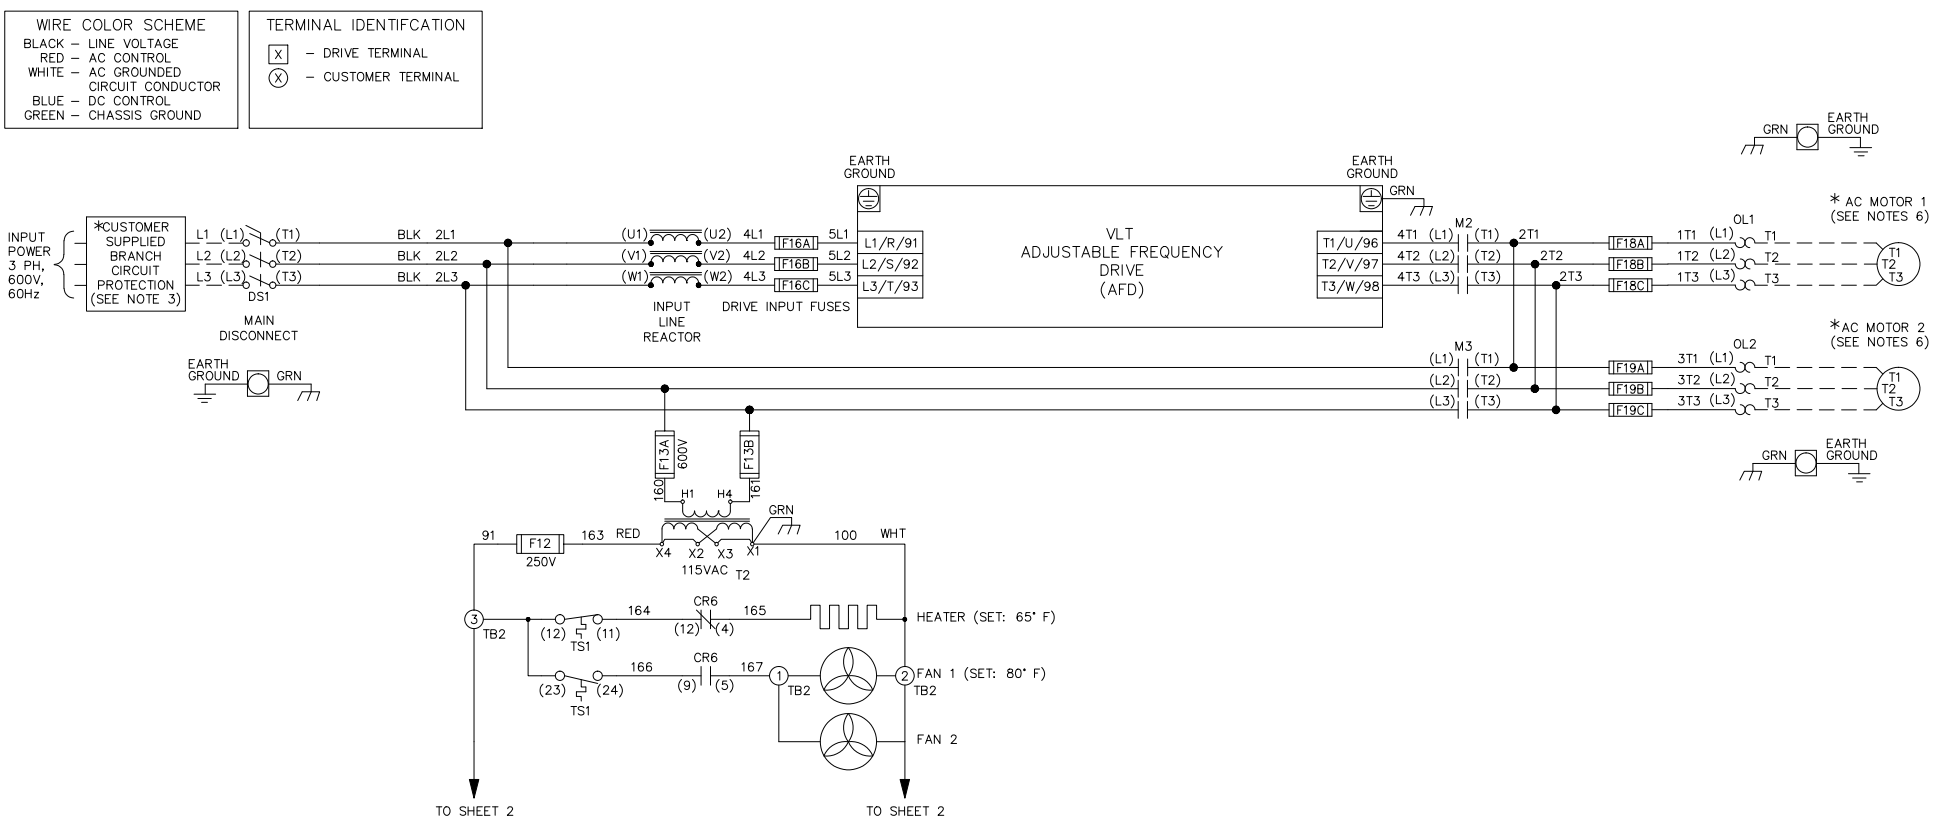 WIRE COLOR SCHEME
BLACK – LINE VOLTAGE
RED – AC CONTROL
WHITE – AC GROUNDED
CIRCUIT CONDUCTOR
BLUE – DC CONTROL
GREEN – CHASSIS GROUND
TERMINAL IDENTIFCATION
X – DRIVE TERMINAL
X – CUSTOMER TERMINAL
INPUT
POWER
3 PH,
600V,
60Hz
*CUSTOMER
SUPPLIED
BRANCH
CIRCUIT
PROTECTION
(SEE NOTE 3)
L1 (L1) (T1) BLK 2L1
L2 (L2) (T2) BLK 2L2
L3 (L3) (T3) BLK 2L3
DS1
MAIN
DISCONNECT
EARTH
GROUND
GRN
(U1) (U2) 4L1 F16A 5L1
(V1) (V2) 4L2 F16B 5L2
(W1) (W2) 4L3 F16C 5L3
INPUT
LINE
REACTOR
DRIVE INPUT FUSES
EARTH
GROUND
L1/R/91
L2/S/92
L3/T/93
VLT
ADJUSTABLE FREQUENCY
DRIVE
(AFD)
EARTH
GROUND
GRN
T1/U/96
T2/V/97
T3/W/98
M2
4T1 (L1) (T1) 2T1 F18A 1T1 (L1) T1
4T2 (L2) (T2) 2T2 F18B 1T2 (L2) T2
4T3 (L3) (T3) 2T3 F18C 1T3 (L3) T3
OL1
GRN
EARTH
GROUND
* AC MOTOR 1
(SEE NOTES 6)
T1
T2
T3
M3
(L1) (T1) F19A 3T1 (L1) T1
(L2) (T2) F19B 3T2 (L2) T2
(L3) (T3) F19C 3T3 (L3) T3
OL2
* AC MOTOR 2
(SEE NOTES 6)
T1
T2
T3
GRN
EARTH
GROUND
F13A
600V
F13B
160
161
H1 H4
GRN
91 F12 163 RED
250V
X4 X2 X3 X1
100 WHT
115VAC T2
3
TB2
(12) (11)
TS1
164
CR6
(12) (4)
165
HEATER (SET: 65° F)
(23) (24)
TS1
166
CR6
(9) (5)
167
1
TB2
2
TB2
FAN 1 (SET: 80° F)
FAN 2
TO SHEET 2
TO SHEET 2